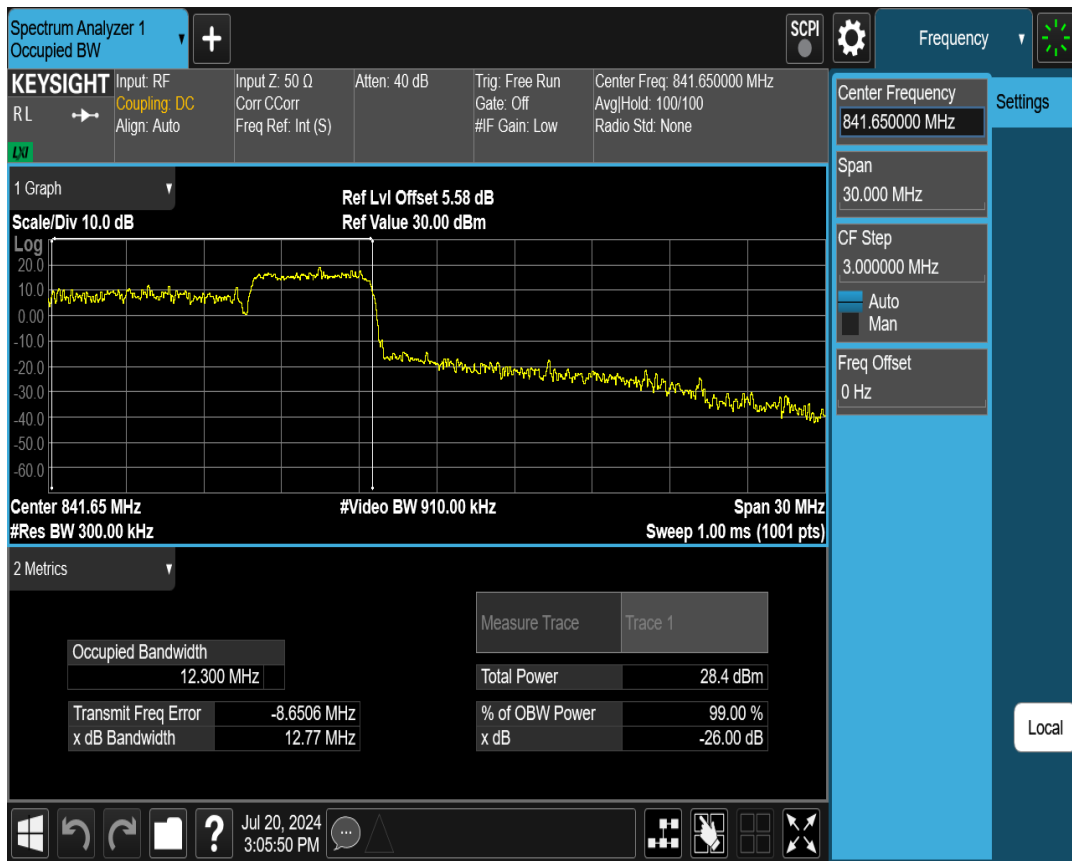 Spectrum Analyzer 1
Occupied BW
+
SCPI
Frequency
KEYSIGHT
RL
LXI
Input: RF
Coupling: DC
Align: Auto
Input Z: 50 Ω
Corr CCorr
Freq Ref: Int (S)
Atten: 40 dB
Trig: Free Run
Gate: Off
#IF Gain: Low
Center Freq: 841.650000 MHz
Avg|Hold: 100/100
Radio Std: None
Center Frequency
841.650000 MHz
Settings
Span
30.000 MHz
CF Step
3.000000 MHz
Auto
Man
Freq Offset
0 Hz
Local
1 Graph
Scale/Div 10.0 dB
Ref Lvl Offset 5.58 dB
Ref Value 30.00 dBm
Log
20.0
10.0
0.00
-10.0
-20.0
-30.0
-40.0
-50.0
-60.0
Center 841.65 MHz
#Video BW 910.00 kHz
Span 30 MHz
#Res BW 300.00 kHz
Sweep 1.00 ms (1001 pts)
2 Metrics
Measure Trace
Trace 1
Occupied Bandwidth
12.300 MHz
Total Power
28.4 dBm
Transmit Freq Error
-8.6506 MHz
% of OBW Power
99.00 %
x dB Bandwidth
12.77 MHz
x dB
-26.00 dB
?
Jul 20, 2024
3:05:50 PM